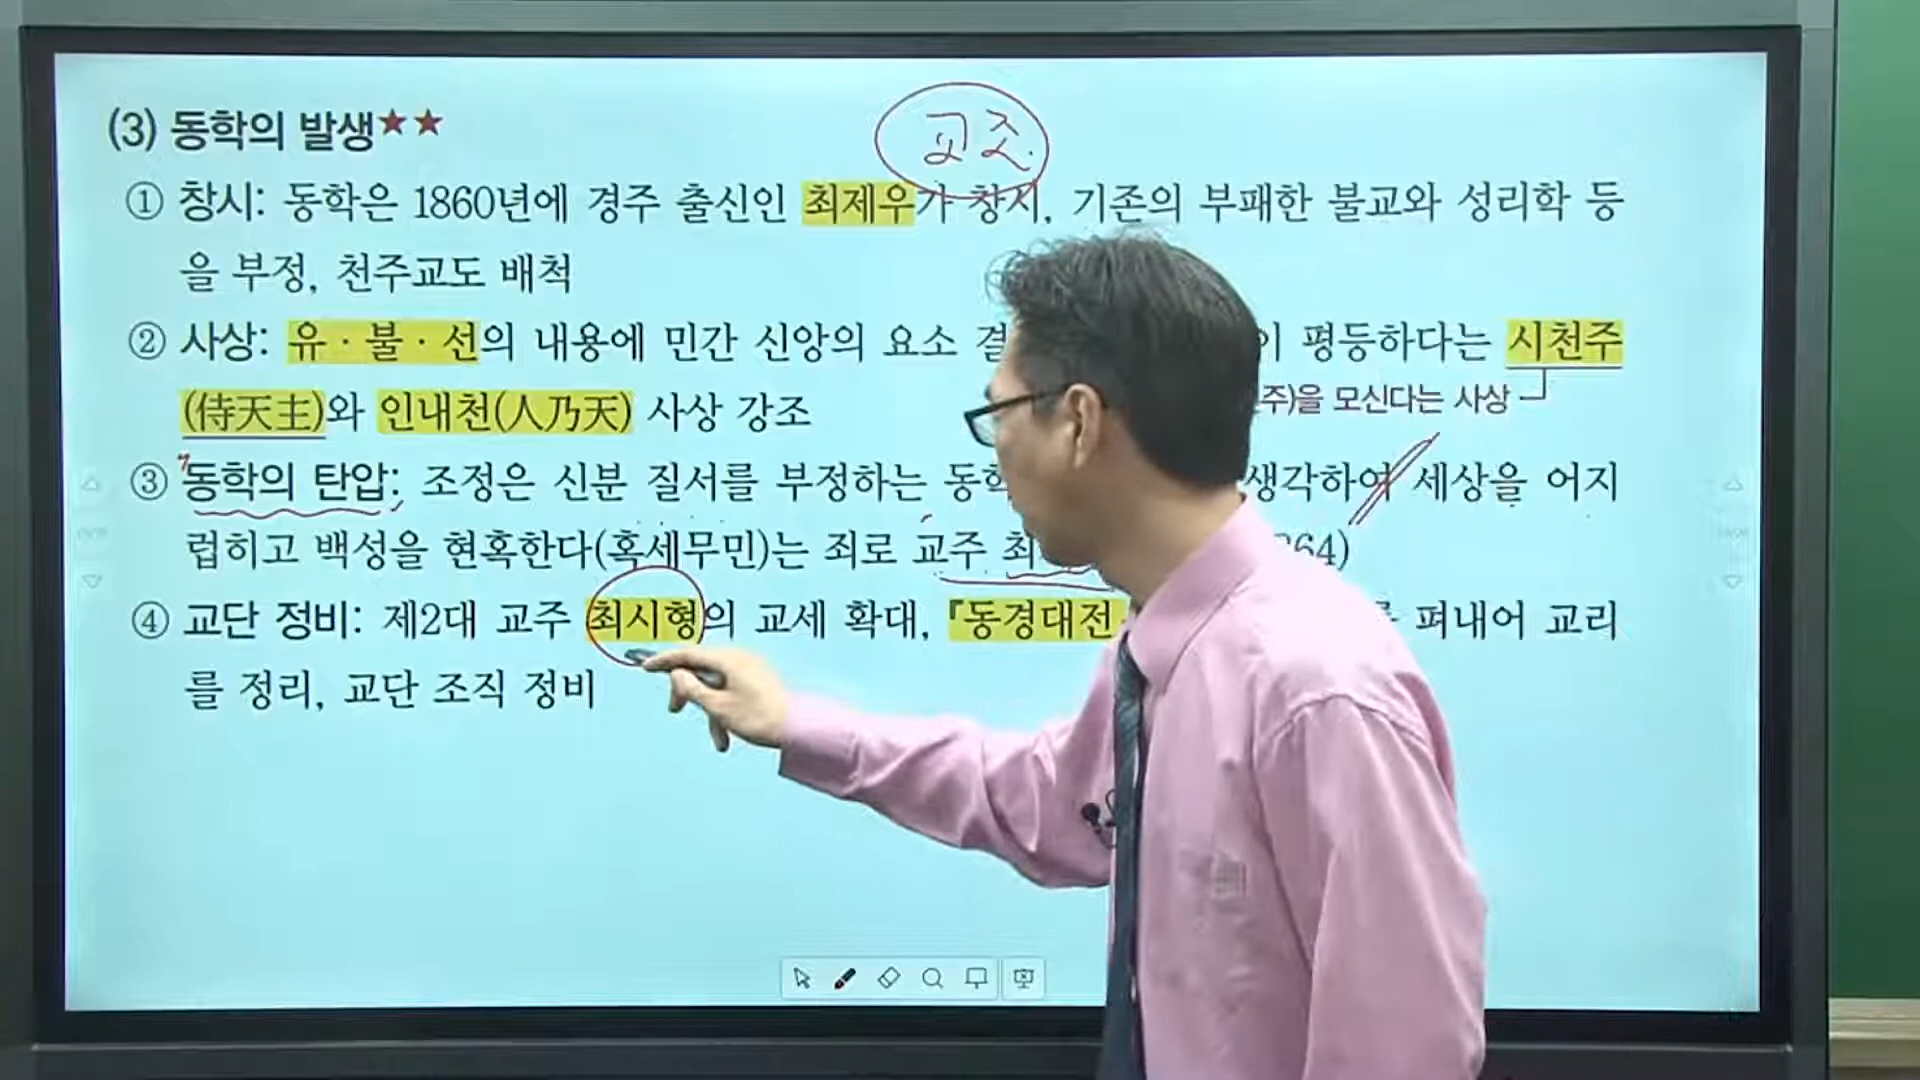 (3) 동학의 발생★★
교조
① 창시: 동학은 1860년에 경주 출신인 최제우가 창시, 기존의 부패한 불교와 성리학 등
을 부정, 천주교도 배척
② 사상: 유·불·선의 내용에 민간 신앙의 요소 결 이 평등하다는 시천주
(侍天主)와 인내천(人乃天) 사상 강조 주)을 모신다는 사상
③ 동학의 탄압: 조정은 신분 질서를 부정하는 동학 생각하여 세상을 어지
럽히고 백성을 현혹한다(혹세무민)는 죄로 교주 최 64)
④ 교단 정비: 제2대 교주 최시형의 교세 확대, 『동경대전 펴내어 교리
를 정리, 교단 조직 정비